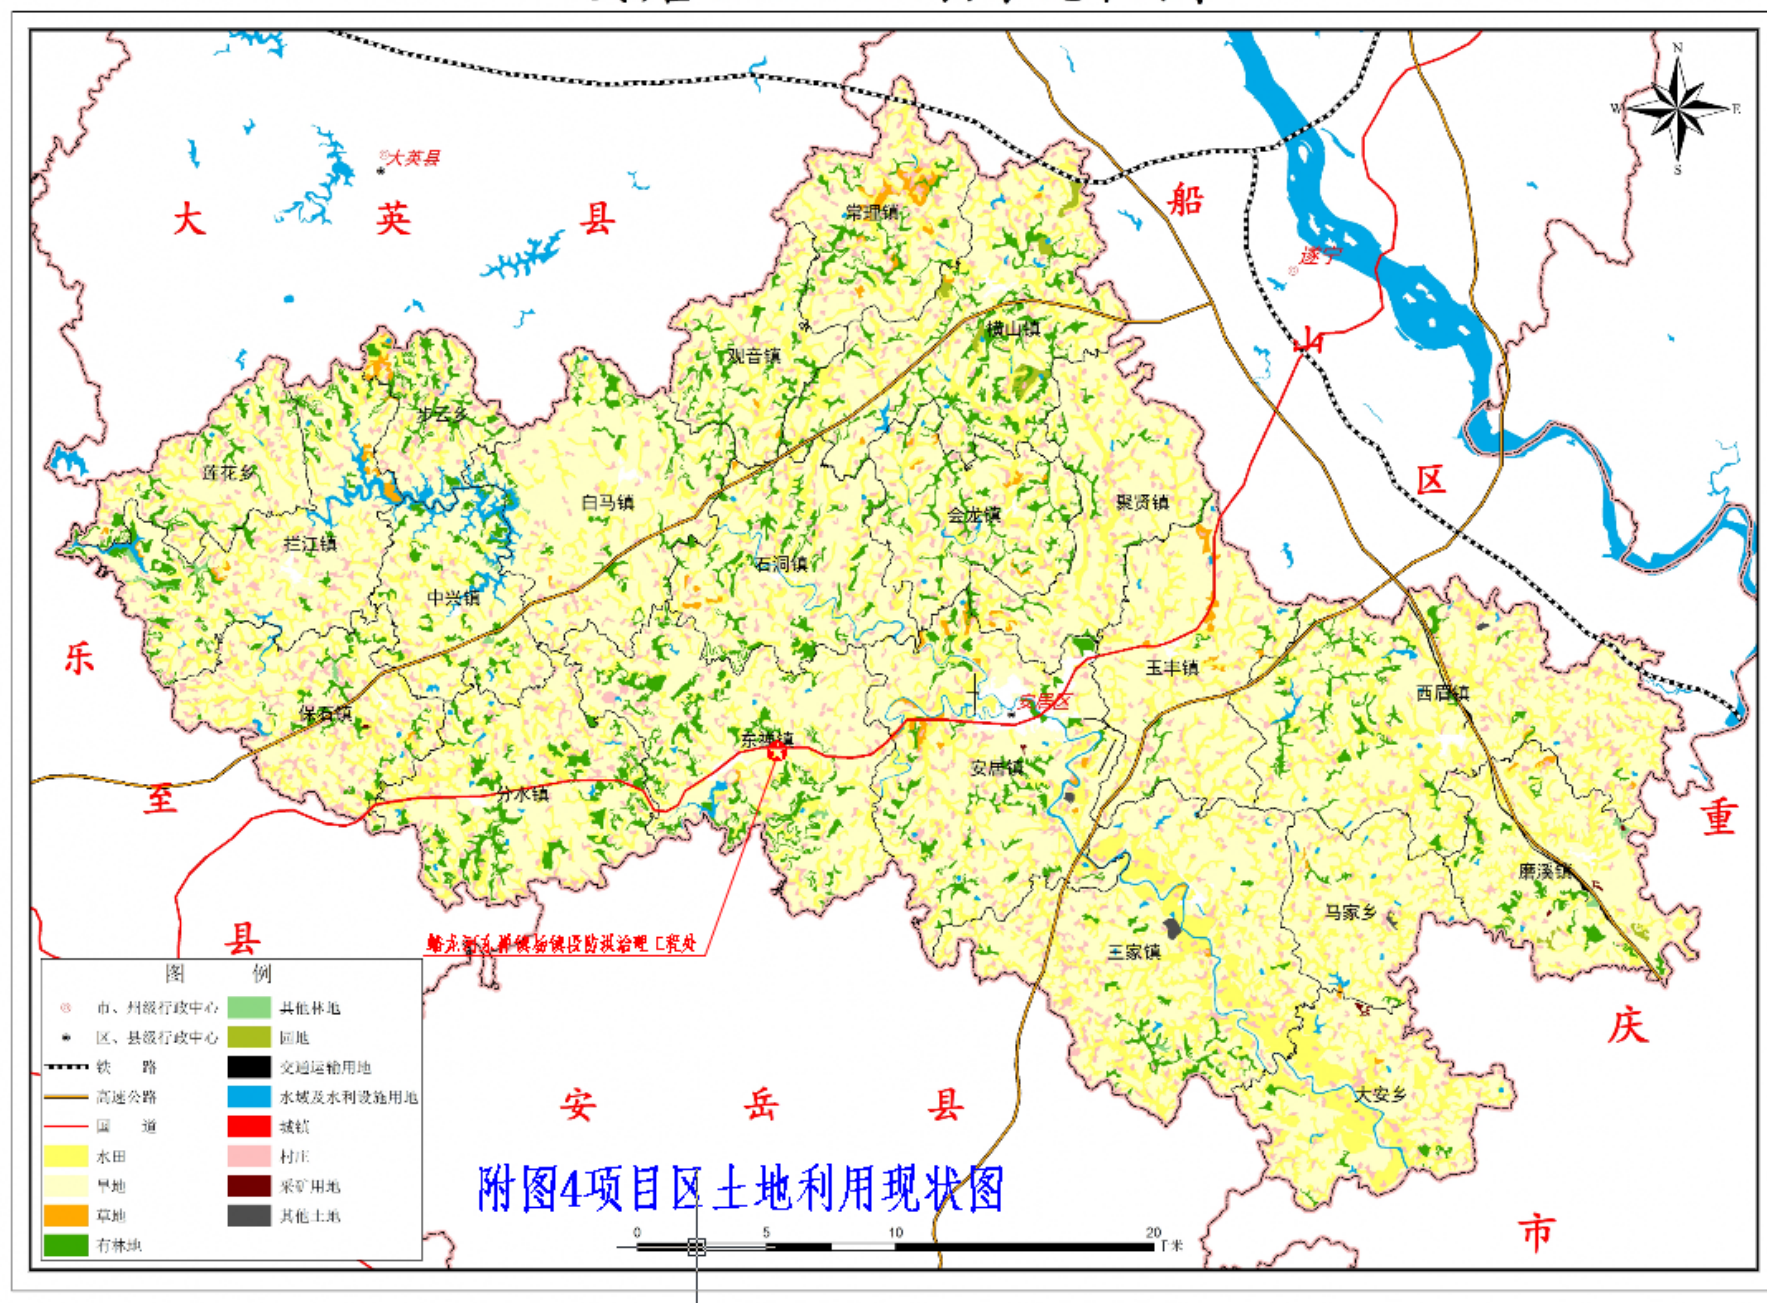 N
W
E
S
大英县
大英县
船
遂宁
山
区
常理镇
横山镇
观音镇
步云乡
莲花乡
白马镇
会龙镇
聚贤镇
拦江镇
石洞镇
中兴镇
乐
玉丰镇
西眉镇
安居区
保石镇
东禅镇
安居镇
至
分水镇
重
磨溪镇
马家乡
县
王家镇
庆
大安乡
安岳县
市
图例
市、州级行政中心
区、县级行政中心
铁路
高速公路
国道
水田
旱地
草地
有林地
其他林地
园地
交通运输用地
水域及水利设施用地
城镇
村庄
采矿用地
其他土地
附图4项目区土地利用现状图
0 5 10 20
千米